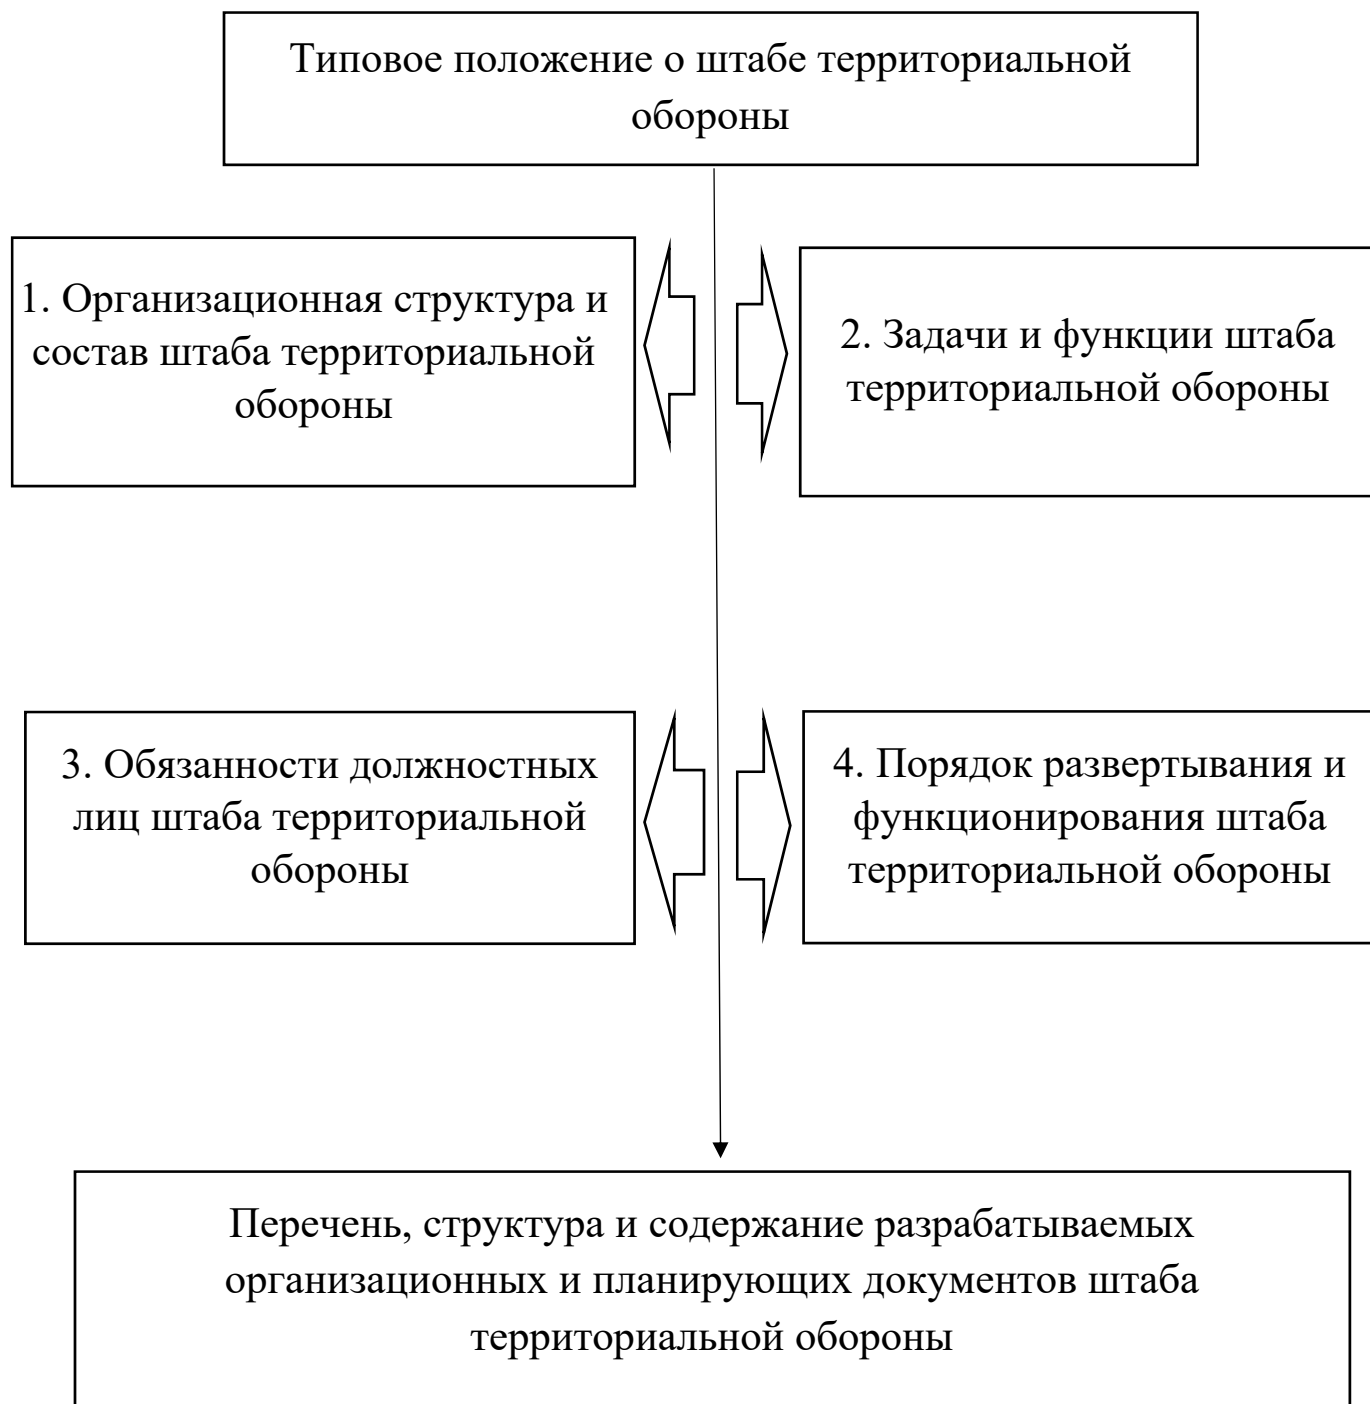 Типовое положение о штабе территориальной
обороны
1. Организационная структура и
состав штаба территориальной
обороны
2. Задачи и функции штаба
территориальной обороны
3. Обязанности должностных
лиц штаба территориальной
обороны
4. Порядок развертывания и
функционирования штаба
территориальной обороны
Перечень, структура и содержание разрабатываемых
организационных и планирующих документов штаба
территориальной обороны